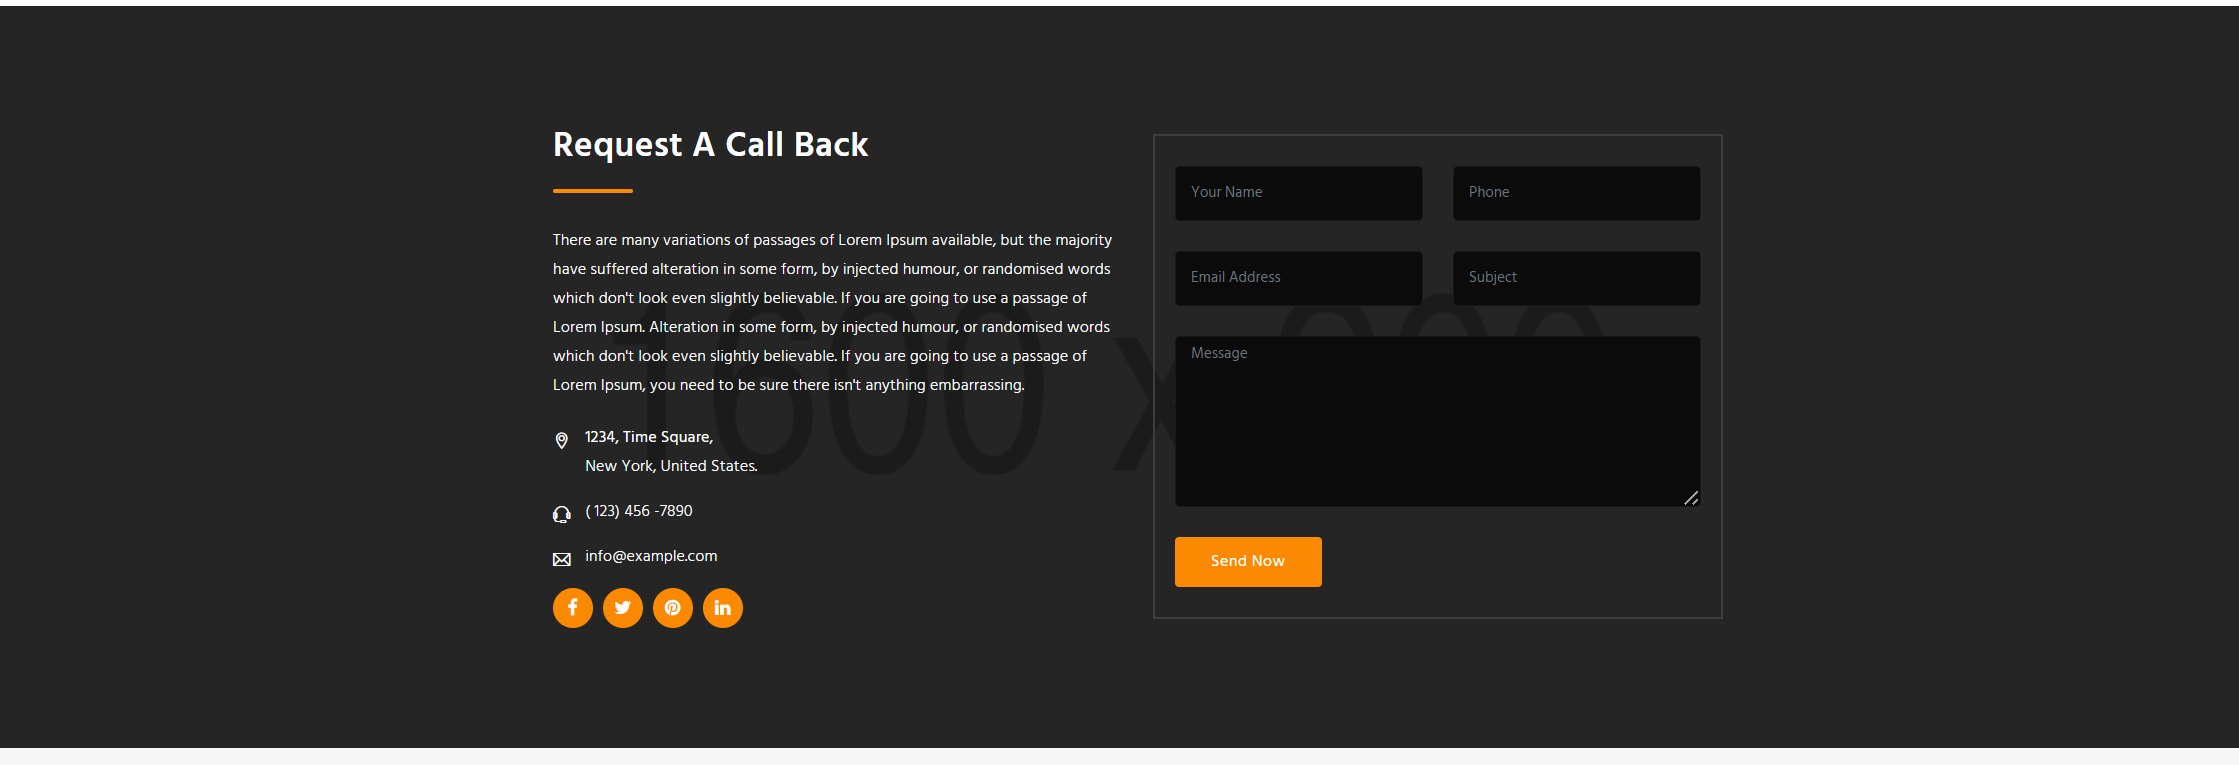 Request A Call Back
There are many variations of passages of Lorem Ipsum available, but the majority
have suffered alteration in some form, by injected humour, or randomised words
which don't look even slightly believable. If you are going to use a passage of
Lorem Ipsum. Alteration in some form, by injected humour, or randomised words
which don't look even slightly believable. If you are going to use a passage of
Lorem Ipsum, you need to be sure there isn't anything embarrassing.
1234, Time Square,
New York, United States.
( 123) 456 -7890
info@example.com
Your Name
Phone
Email Address
Subject
Message
Send Now
1600 x